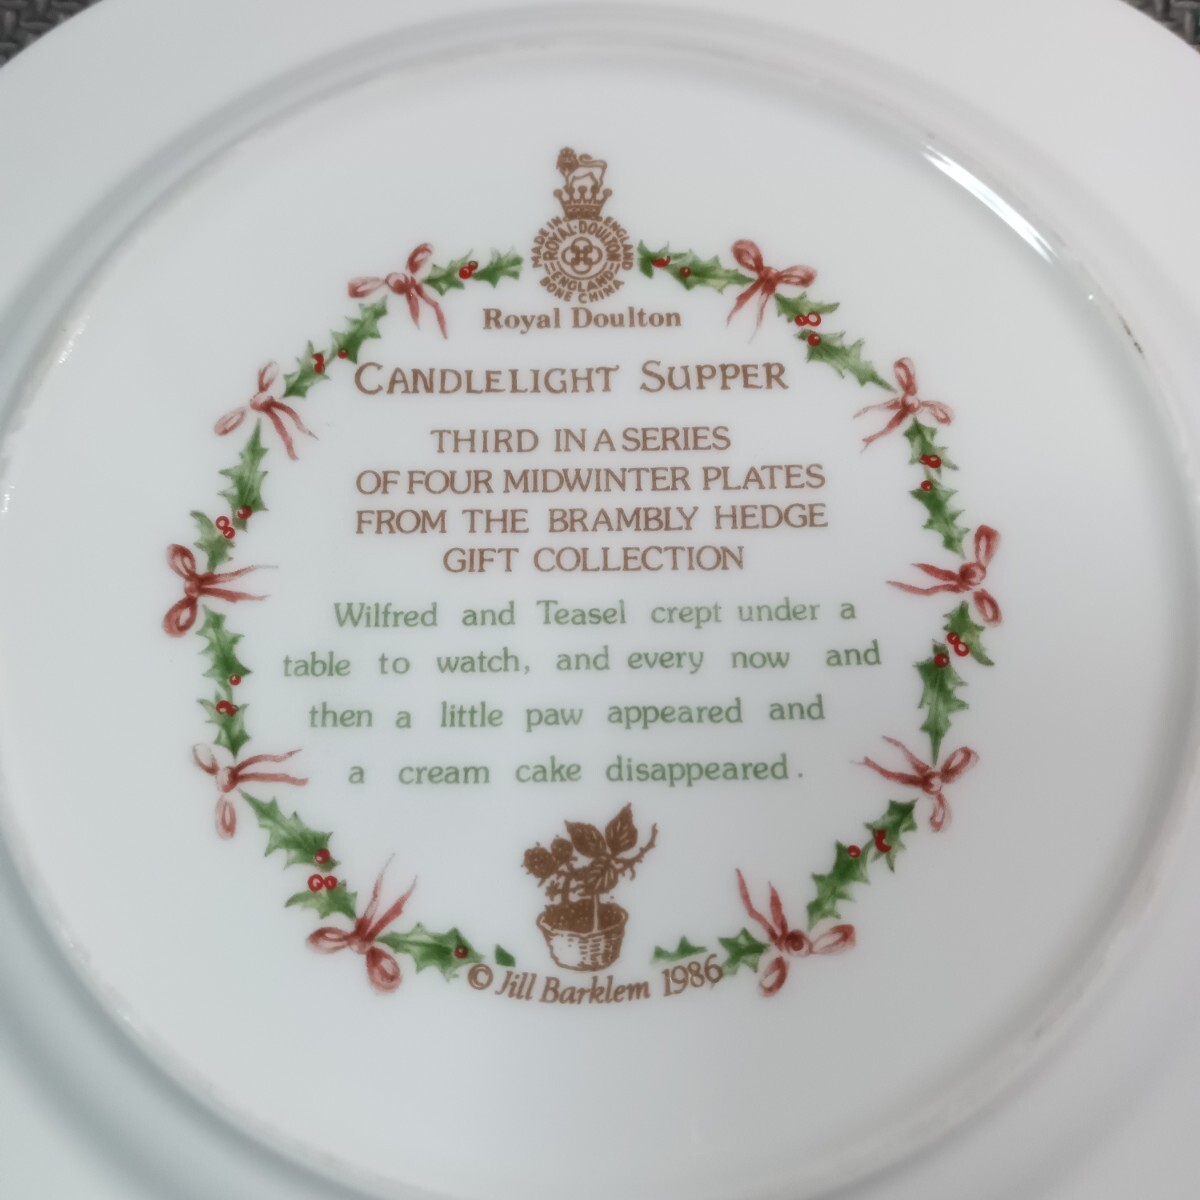 MADE IN ENGLAND
ROYAL·DOULTON
ENGLAND
BONE CHINA
Royal Doulton
CANDLELIGHT SUPPER
THIRD IN A SERIES
OF FOUR MIDWINTER PLATES
FROM THE BRAMBLY HEDGE
GIFT COLLECTION
Wilfred and Teasel crept under a
table to watch, and every now and
then a little paw appeared and
a cream cake disappeared.
© Jill Barklem 1986